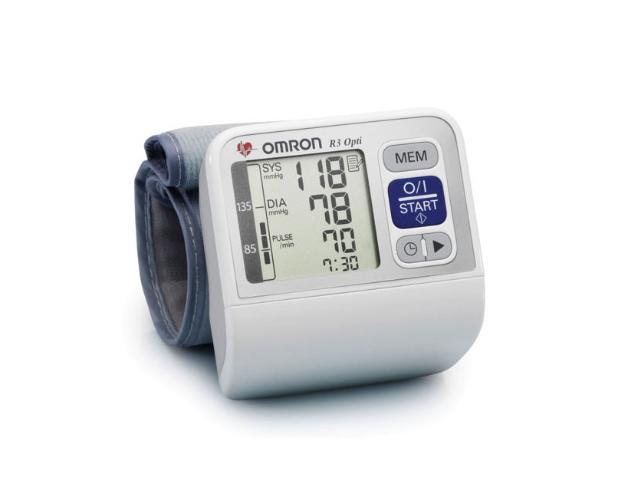 OMRON R3 Opti
SYS
mmHg
118
135
DIA
mmHg
78
85
PULSE
/min
70
7:30
MEM
O/I
START